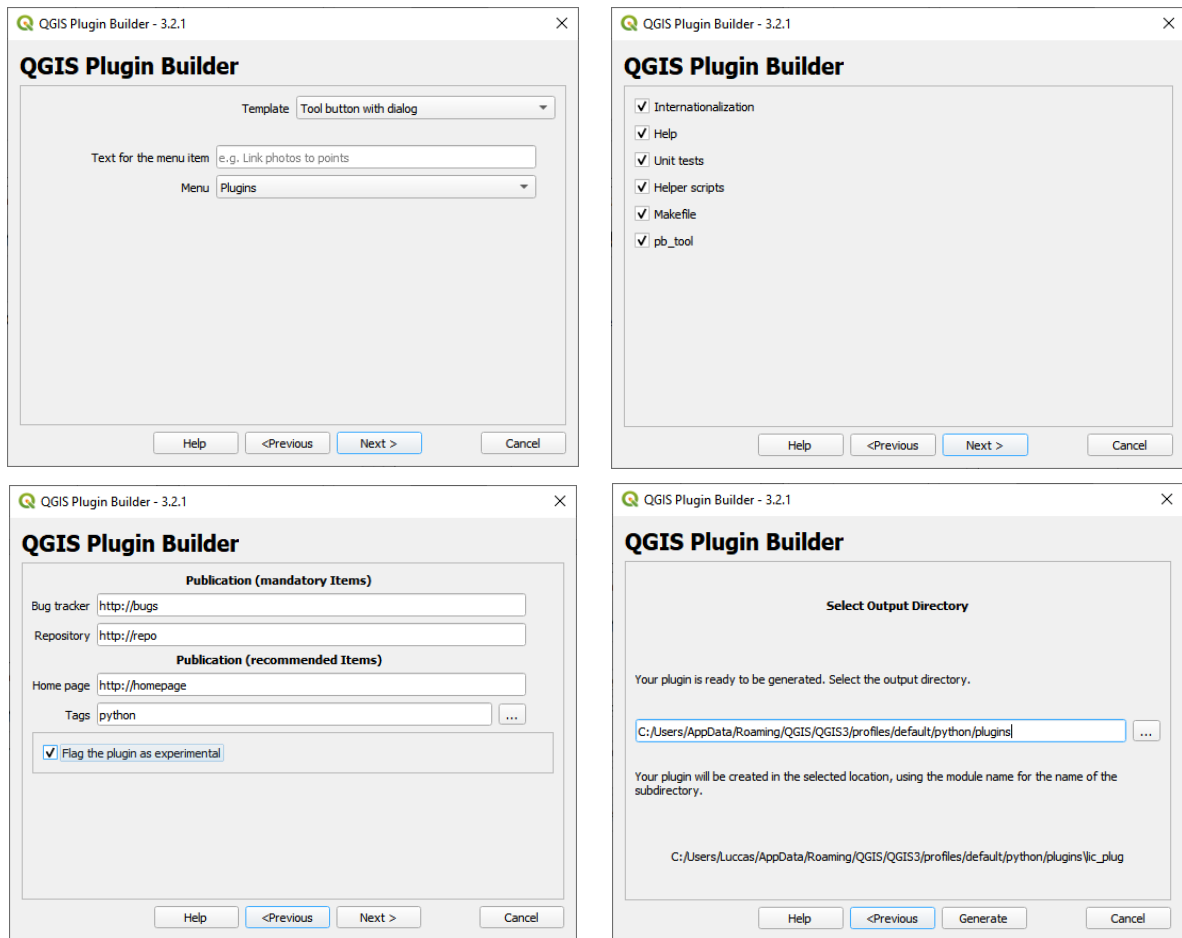 QGIS Plugin Builder - 3.2.1
QGIS Plugin Builder
Template Tool button with dialog
Text for the menu item e.g. Link photos to points
Menu Plugins
Help <Previous Next > Cancel
QGIS Plugin Builder - 3.2.1
QGIS Plugin Builder
Internationalization
Help
Unit tests
Helper scripts
Makefile
pb_tool
Help <Previous Next > Cancel
QGIS Plugin Builder - 3.2.1
QGIS Plugin Builder
Publication (mandatory Items)
Bug tracker http://bugs
Repository http://repo
Publication (recommended Items)
Home page http://homepage
Tags python ...
Flag the plugin as experimental
Help <Previous Next > Cancel
QGIS Plugin Builder - 3.2.1
QGIS Plugin Builder
Select Output Directory
Your plugin is ready to be generated. Select the output directory.
C:/Users/AppData/Roaming/QGIS/QGIS3/profiles/default/python/plugins ...
Your plugin will be created in the selected location, using the module name for the name of the
subdirectory.
C:/Users/Luccas/AppData/Roaming/QGIS/QGIS3/profiles/default/python/plugins\lic_plug
Help <Previous Generate Cancel